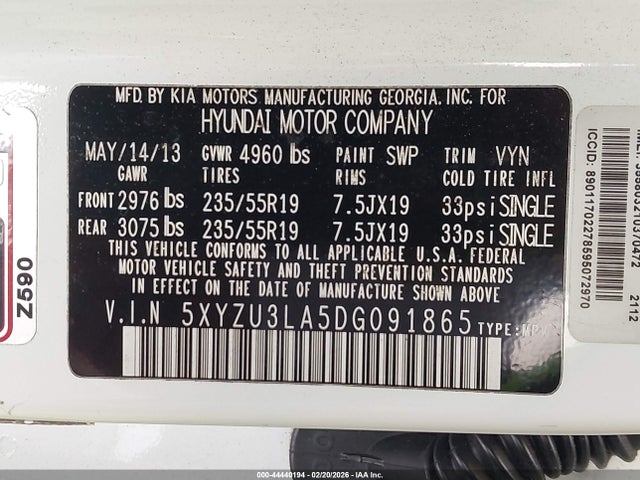 MFD. BY KIA MOTORS MANUFACTURING GEORGIA. INC. FOR
HYUNDAI MOTOR COMPANY
MAY/14/13 GVWR 4960 lbs PAINT SWP TRIM VYN
GAWR TIRES RIMS COLD TIRE INFL
FRONT 2976 lbs 235/55R19 7.5JX19 33psi SINGLE
REAR 3075 lbs 235/55R19 7.5JX19 33psi SINGLE
THIS VEHICLE CONFORMS TO ALL APPLICABLE U.S.A. FEDERAL
MOTOR VEHICLE SAFETY AND THEFT PREVENTION STANDARDS
IN EFFECT ON THE DATE OF MANUFACTURE SHOWN ABOVE
V.I.N 5XYZU3LA5DG091865 TYPE:MPV
Z590
ICCID: 89011702278595072970
2112
000-44440194 - 02/20/2026 - IAA Inc.